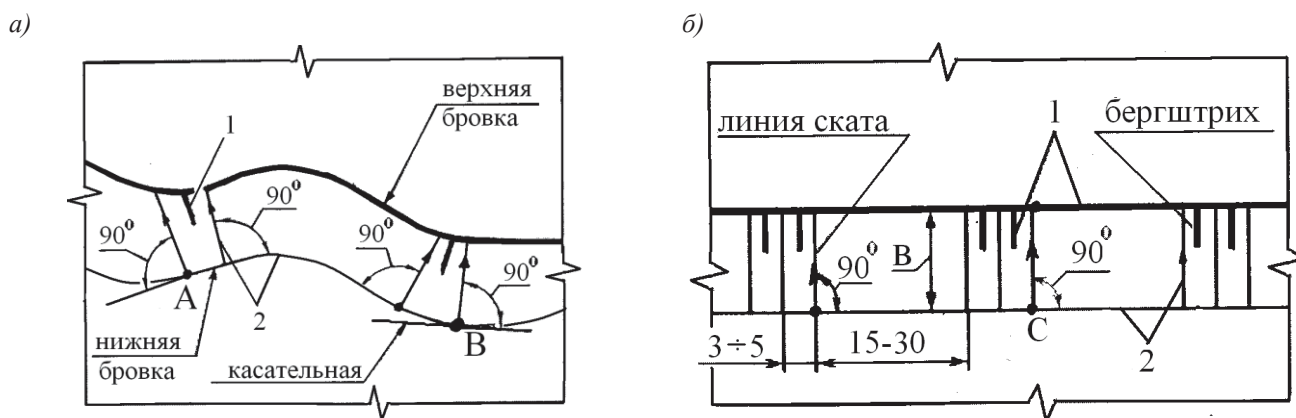 а)
верхняя
бровка
1
90⁰
90⁰
90⁰
90⁰
А
2
В
нижняя
бровка
касательная
б)
1
линия ската
бергштрих
90⁰
В
90⁰
С
3÷5
15-30
2